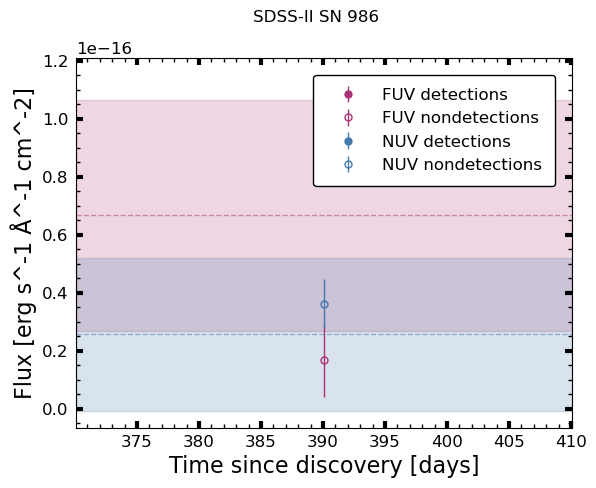 SDSS-II SN 986
1e−16
1.2
1.0
0.8
0.6
0.4
0.2
0.0
Flux [erg s^-1 Å^-1 cm^-2]
FUV detections
FUV nondetections
NUV detections
NUV nondetections
375 380 385 390 395 400 405 410
Time since discovery [days]